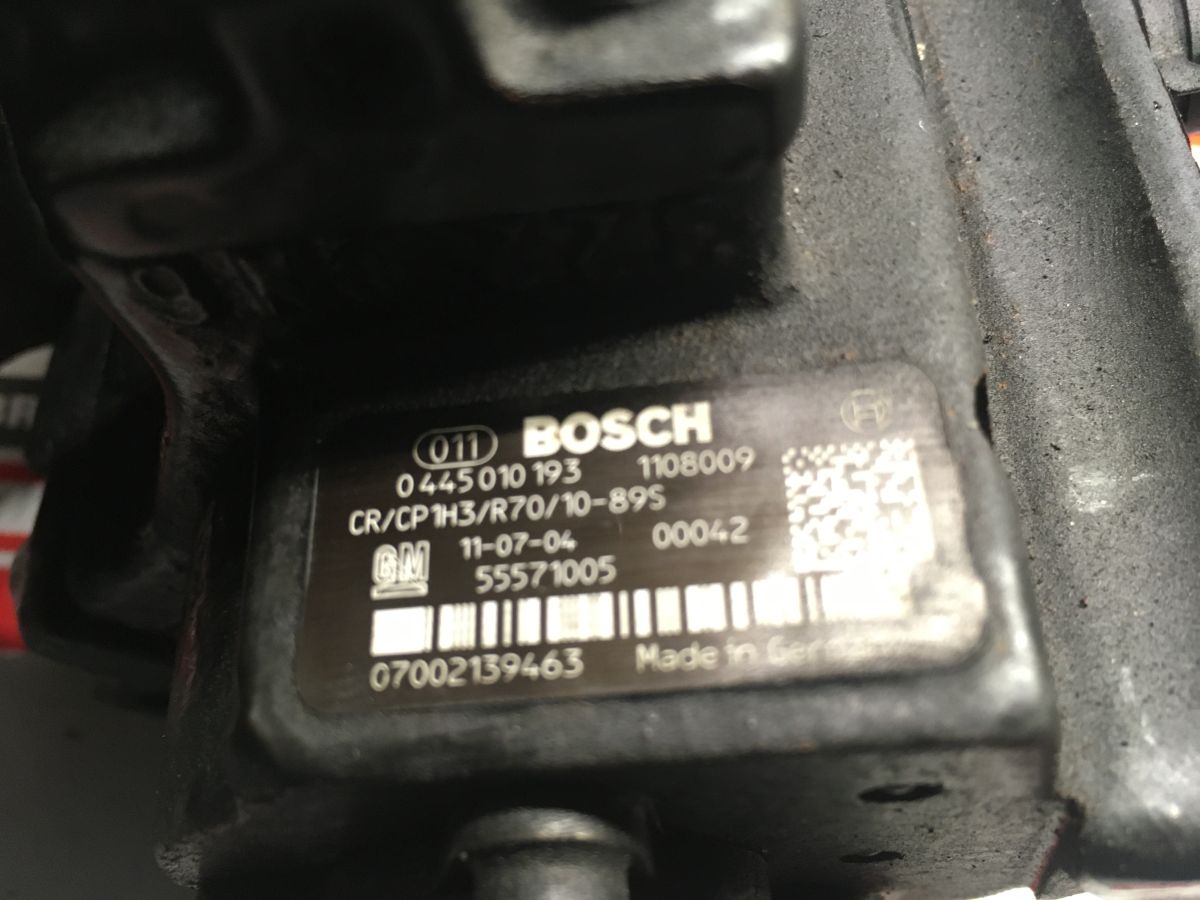 011 BOSCH
0 445 010 193 1108009
CR/CP1H3/R70/10-89S
GM 11-07-04 00042
55571005
07002139463 Made in